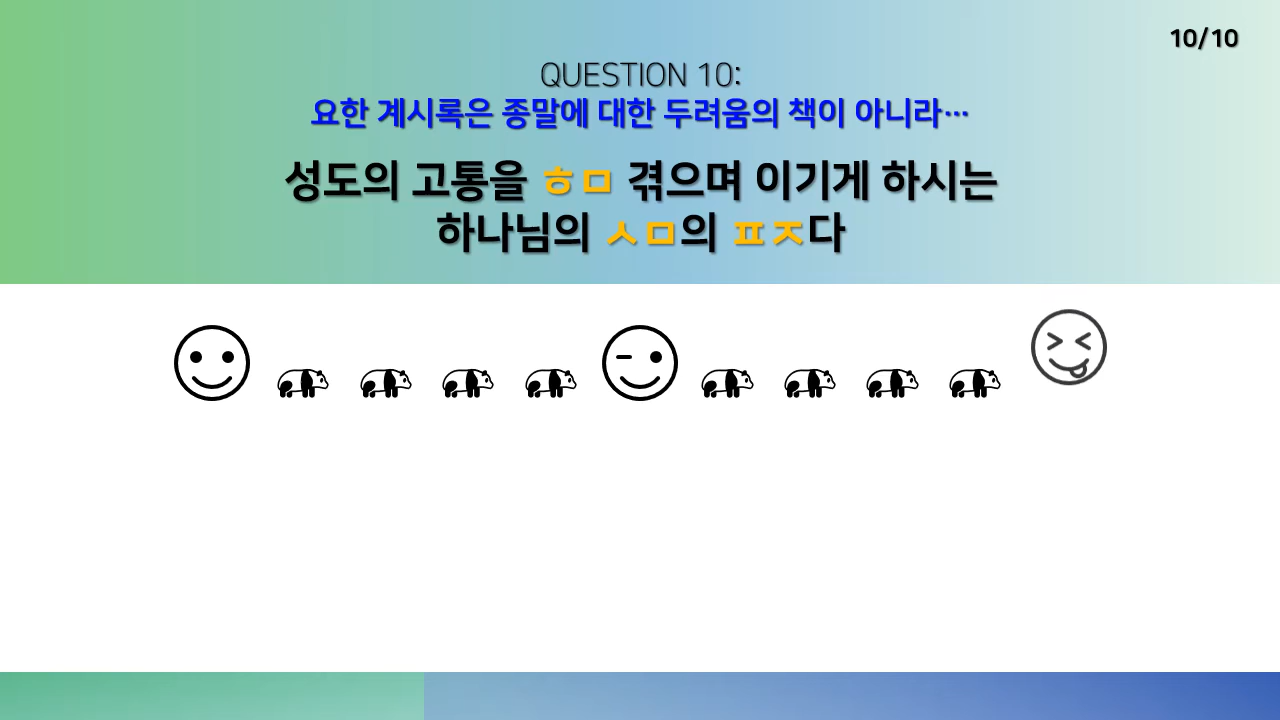 10/10
QUESTION 10:
요한 계시록은 종말에 대한 두려움의 책이 아니라…
성도의 고통을 ㅎㅁ 겪으며 이기게 하시는
하나님의 ㅅㅁ의 ㅍㅈ다